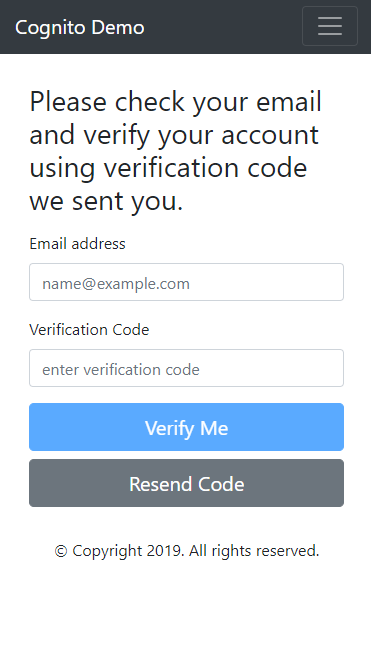 Cognito Demo
Please check your email
and verify your account
using verification code
we sent you.
Email address
name@example.com
Verification Code
enter verification code
Verify Me
Resend Code
© Copyright 2019. All rights reserved.